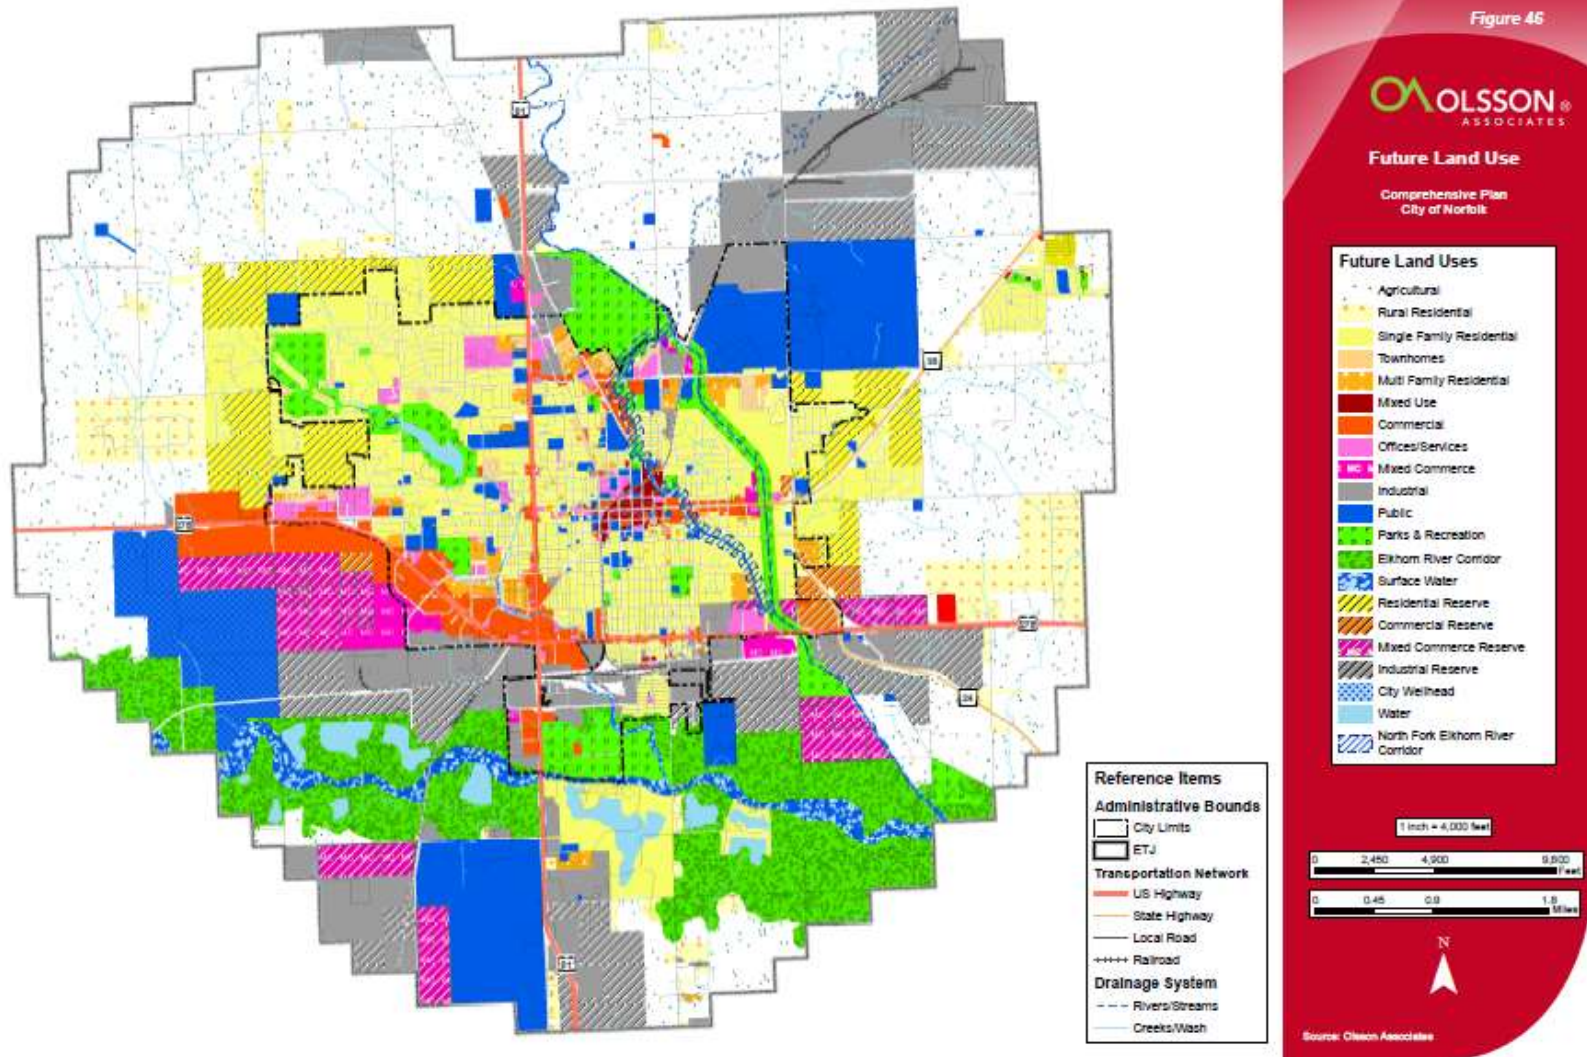 Figure 46
OLSSON ®
ASSOCIATES
Future Land Use
Comprehensive Plan
City of Norfolk
Future Land Uses
Agricultural
Rural Residential
Single Family Residential
Townhomes
Multi Family Residential
Mixed Use
Commercial
Offices/Services
Mixed Commerce
Industrial
Public
Parks & Recreation
Elkhorn River Corridor
Surface Water
Residential Reserve
Commercial Reserve
Mixed Commerce Reserve
Industrial Reserve
City Wellhead
Water
North Fork Elkhorn River
Corridor
Reference Items
Administrative Bounds
City Limits
ETJ
Transportation Network
US Highway
State Highway
Local Road
Railroad
Drainage System
Rivers/Streams
Creeks/Wash
1 inch = 4,000 feet
0 2,450 4,900 9,800
Feet
0 0.45 0.9 1.8
Miles
N
Source: Olsson Associates
81
275
275
24
81